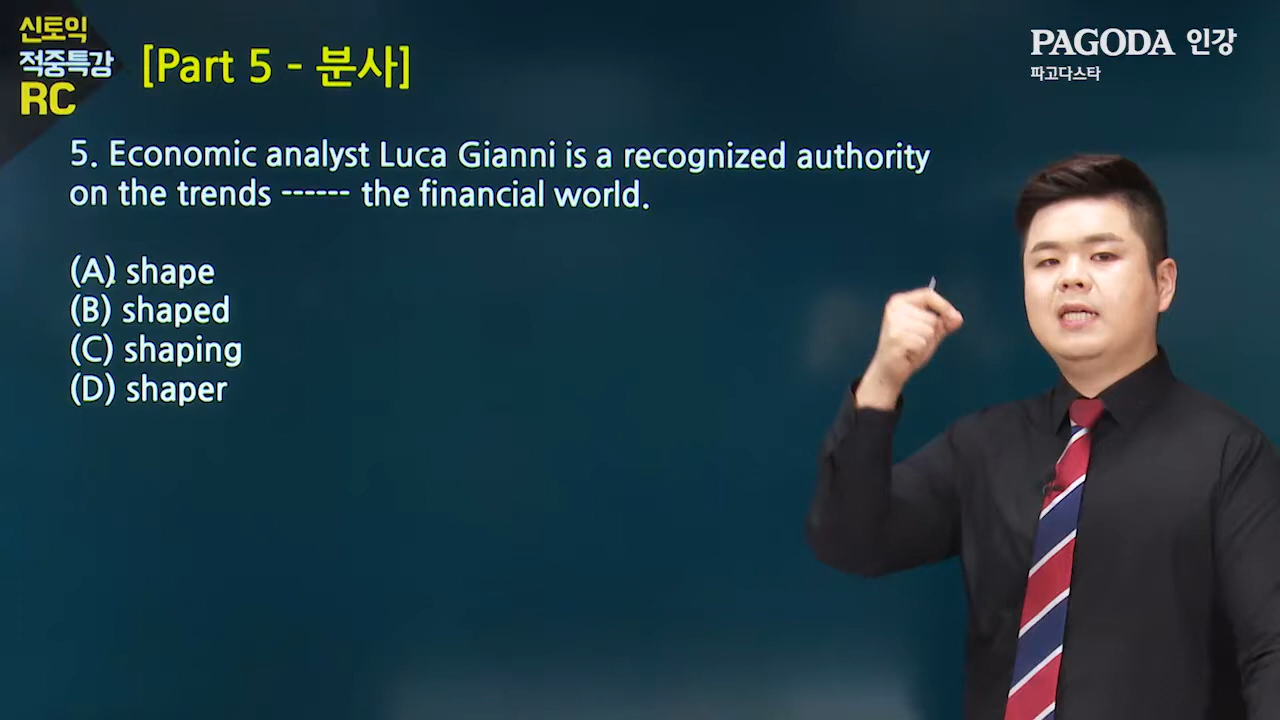 신토익
적중특강
RC
[Part 5 - 분사]
PAGODA 인강
파고다스타
5. Economic analyst Luca Gianni is a recognized authority
on the trends ------ the financial world.
(A) shape
(B) shaped
(C) shaping
(D) shaper